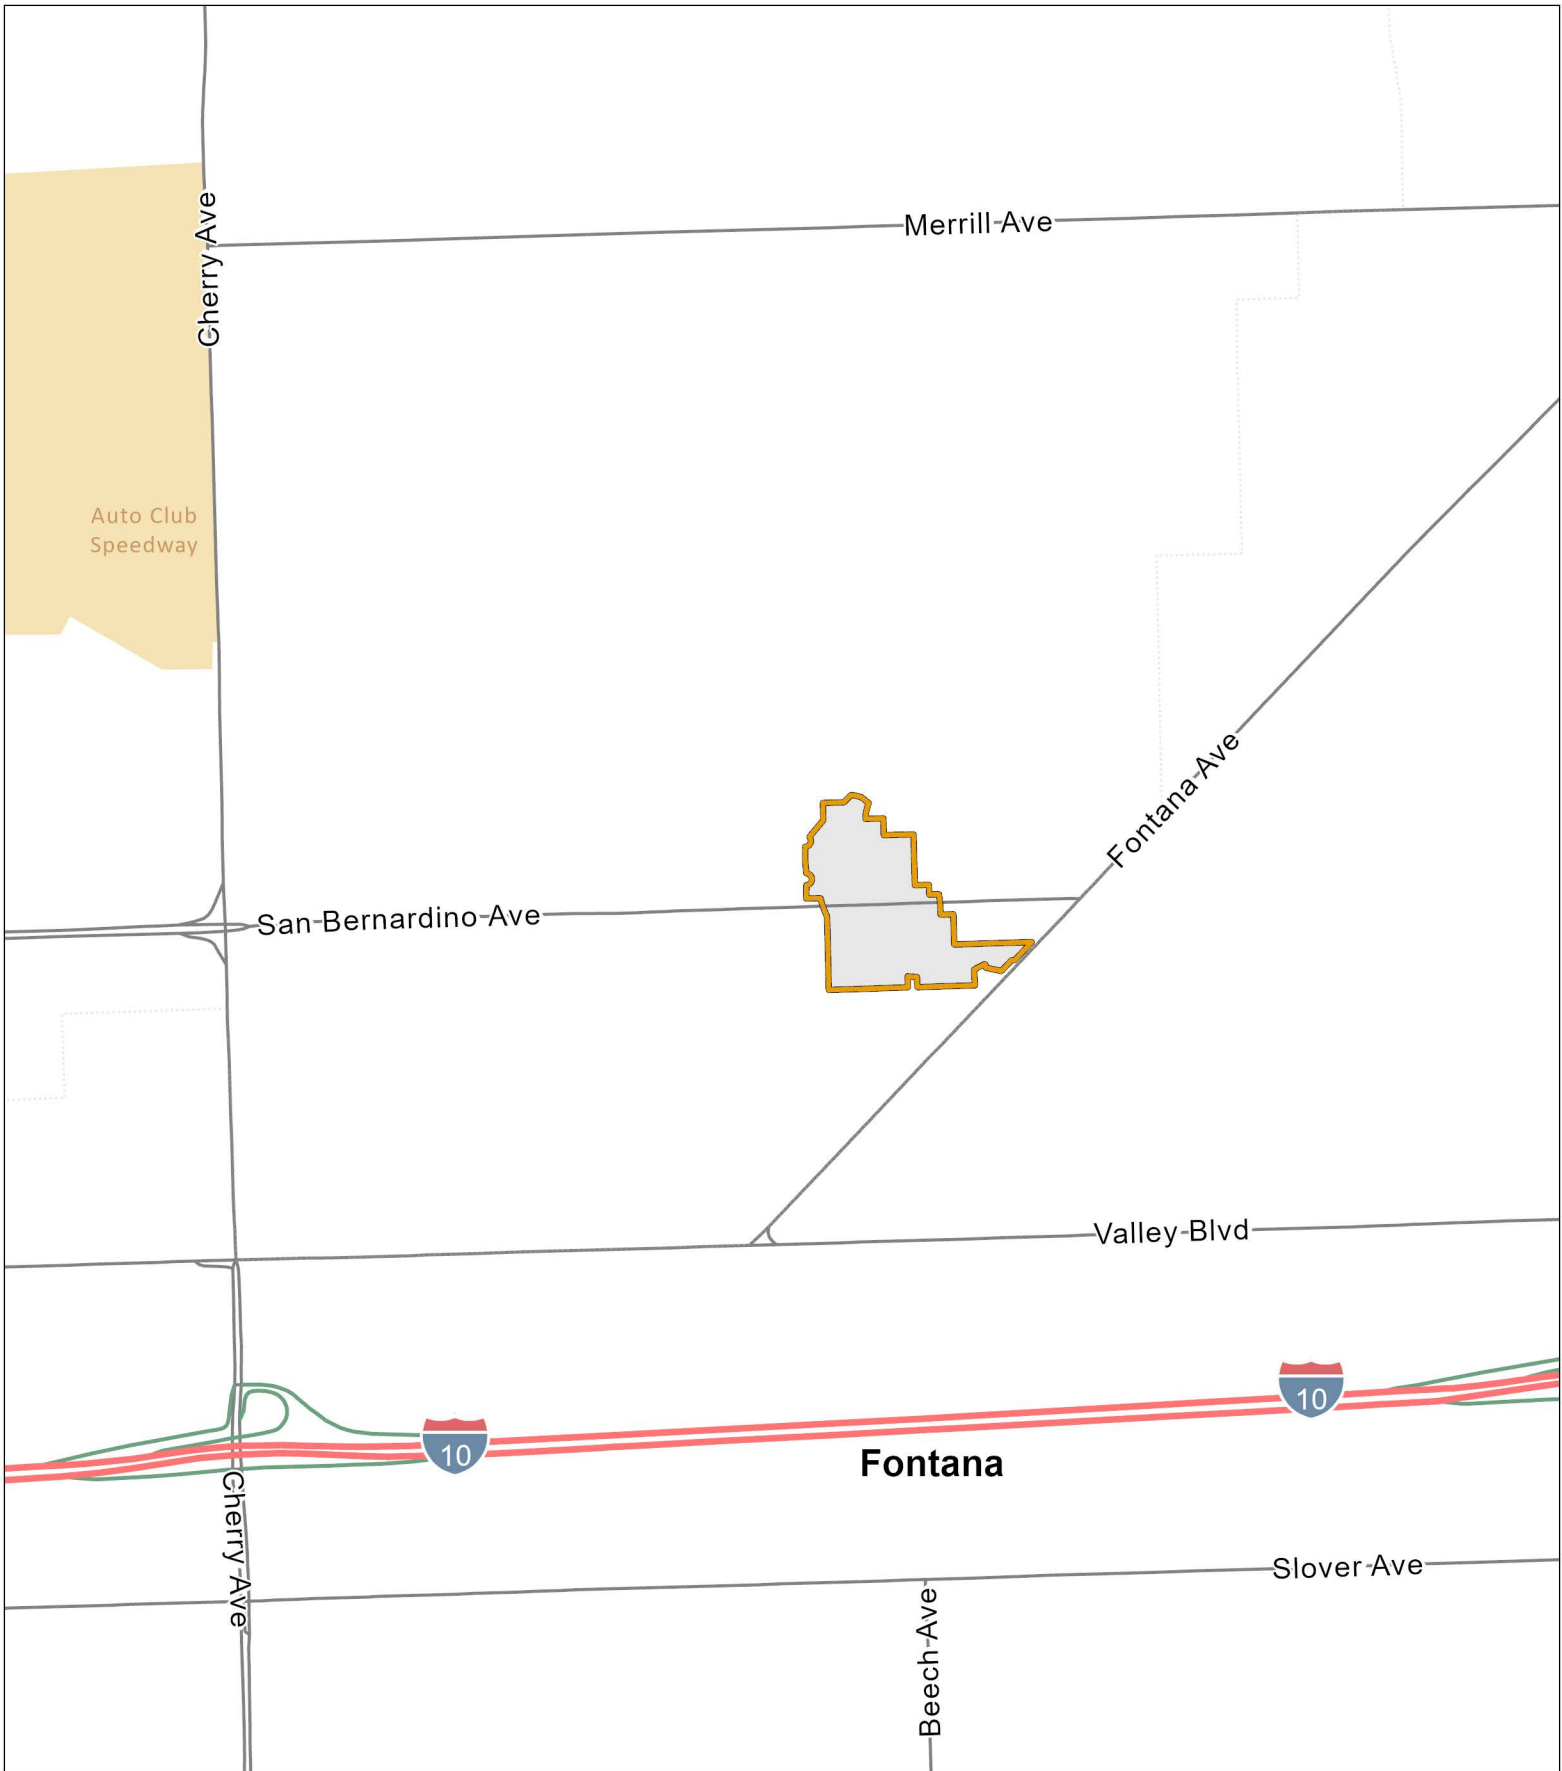 Merrill Ave
Cherry Ave
Auto Club
Speedway
Fontana Ave
San Bernardino Ave
Valley Blvd
10
10
Fontana
Cherry Ave
Slover Ave
Beech Ave